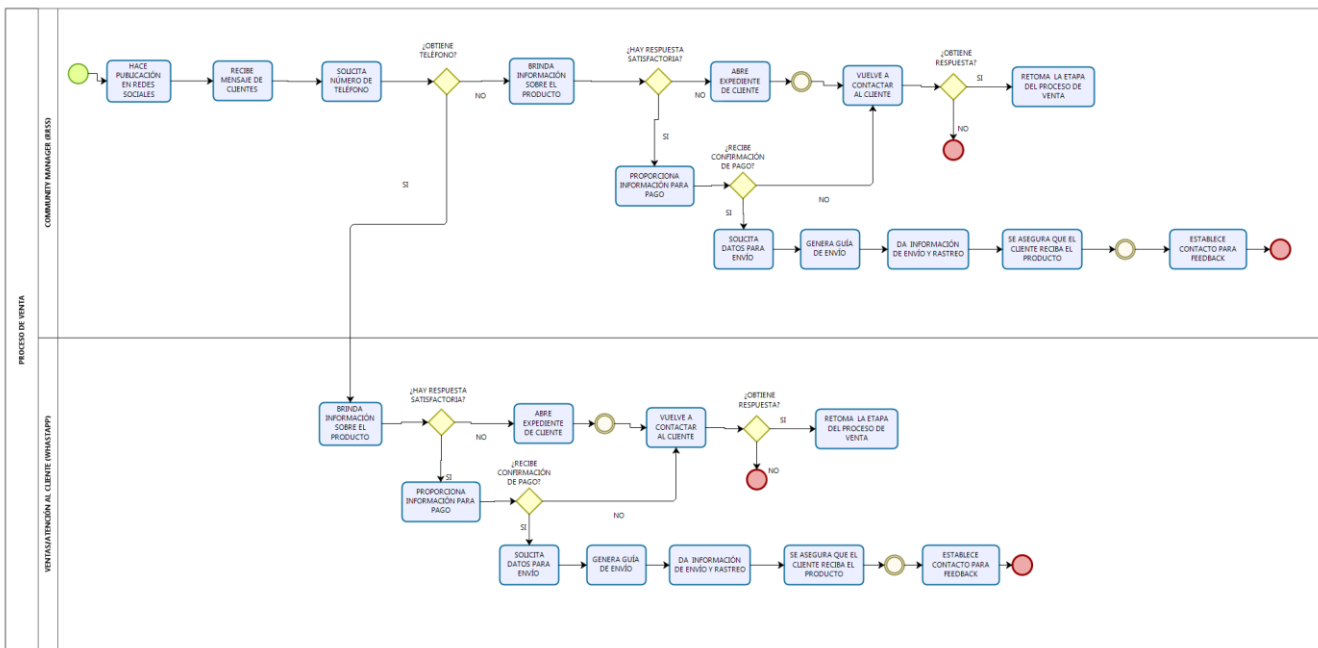 PROCESO DE VENTA
COMMUNETY MANAGER (RRSS)
HACE
PUBLICACIÓN
EN REDES
SOCIALES
RECIBE
MENSAJE DE
CLIENTES
SOLICITA
NÚMERO DE
TELÉFONO
¿OBTIENE
TELÉFONO?
NO
SI
BRINDA
INFORMACIÓN
SOBRE EL
PRODUCTO
¿HAY RESPUESTA
SATISFACTORIA?
NO
SI
ABRE
EXPEDIENTE
DE CLIENTE
VUELVE A
CONTACTAR
AL CLIENTE
¿OBTIENE
RESPUESTA?
SI
NO
RETOMA LA ETAPA
DEL PROCESO DE
VENTA
PROPORCIONA
INFORMACIÓN PARA
PAGO
¿RECIBE
CONFIRMACIÓN
DE PAGO?
NO
SI
SOLICITA
DATOS PARA
ENVÍO
GENERA GUÍA
DE ENVÍO
DA INFORMACIÓN
DE ENVÍO Y RASTREO
SE ASEGURA QUE EL
CLIENTE RECIBA EL
PRODUCTO
ESTABLECE
CONTACTO PARA
FEEDBACK
VENTAS/ATENCIÓN AL CLIENTE (WHASTAPP)
BRINDA
INFORMACIÓN
SOBRE EL
PRODUCTO
¿HAY RESPUESTA
SATISFACTORIA?
NO
SI
ABRE
EXPEDIENTE
DE CLIENTE
VUELVE A
CONTACTAR
AL CLIENTE
¿OBTIENE
RESPUESTA?
SI
NO
RETOMA LA ETAPA
DEL PROCESO DE
VENTA
PROPORCIONA
INFORMACIÓN PARA
PAGO
¿RECIBE
CONFIRMACIÓN
DE PAGO?
NO
SI
SOLICITA
DATOS PARA
ENVÍO
GENERA GUÍA
DE ENVÍO
DA INFORMACIÓN
DE ENVÍO Y RASTREO
SE ASEGURA QUE EL
CLIENTE RECIBA EL
PRODUCTO
ESTABLECE
CONTACTO PARA
FEEDBACK